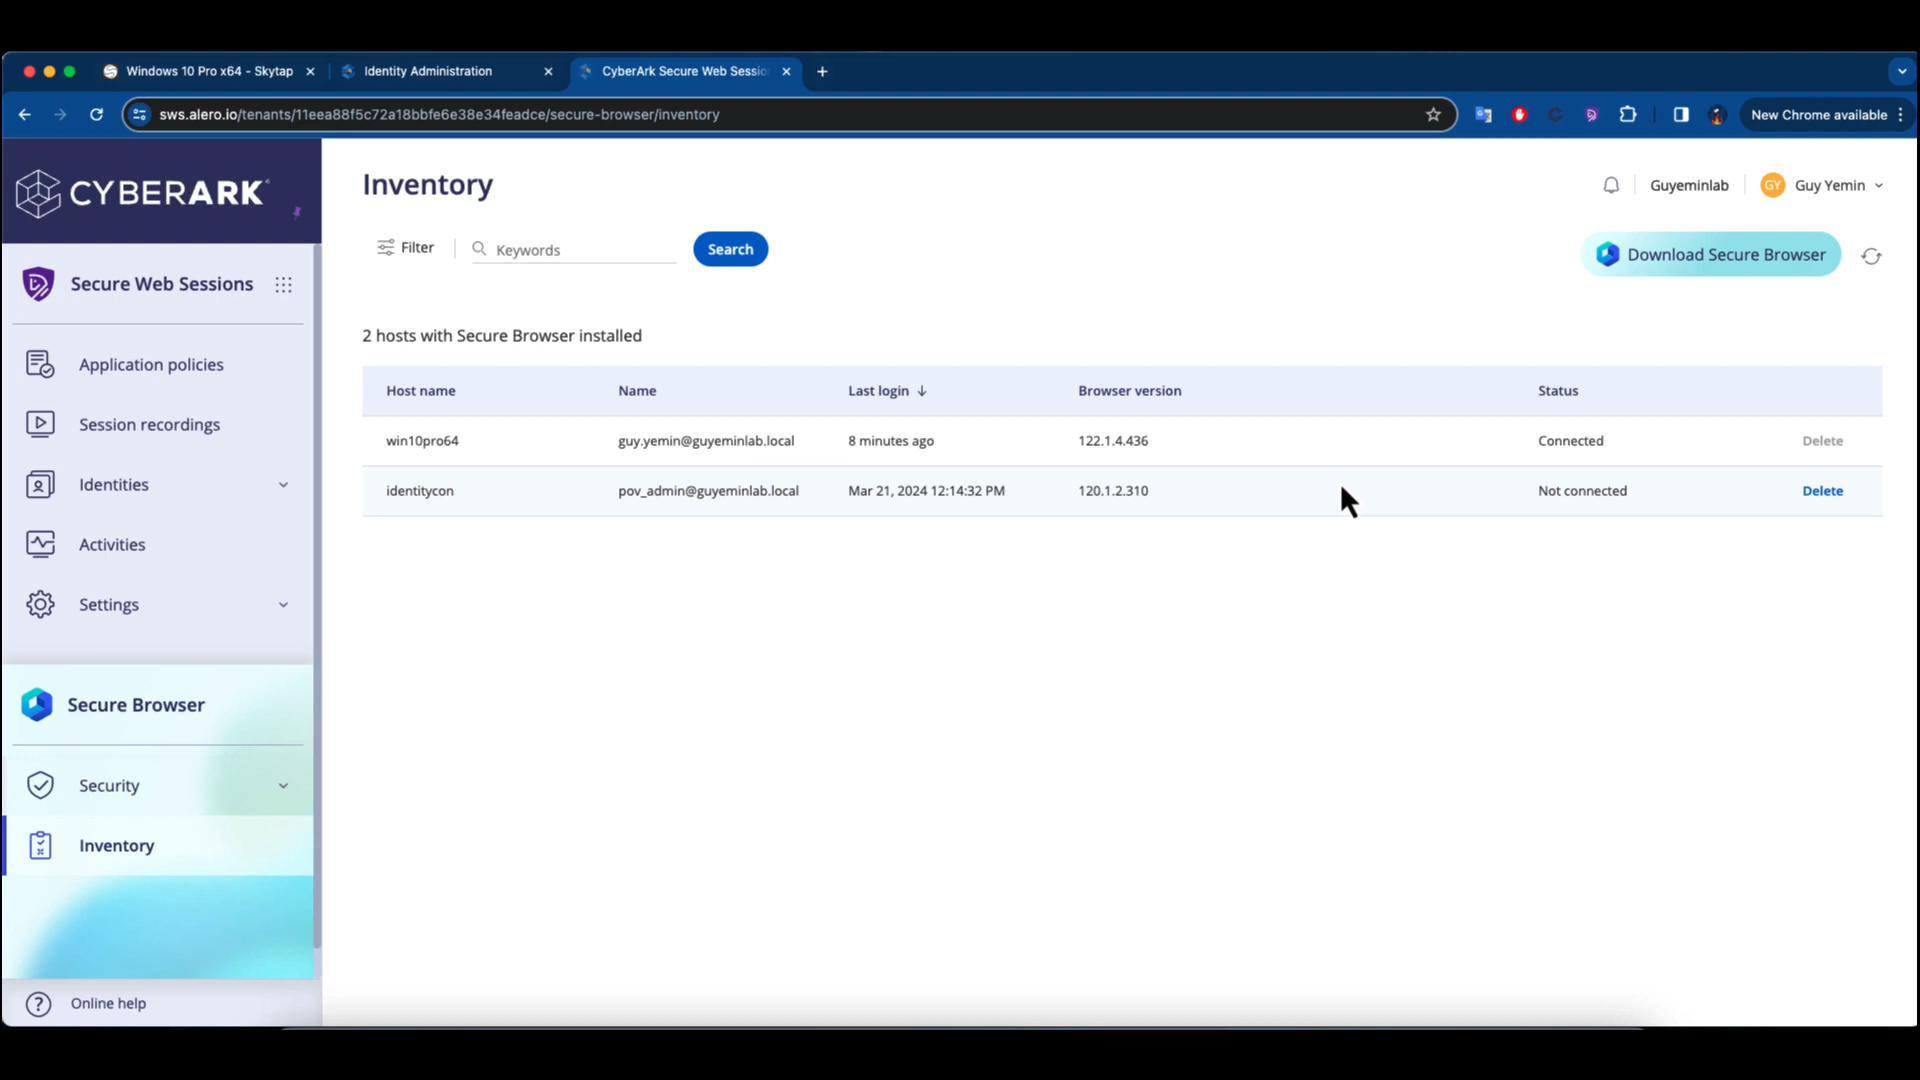 Windows 10 Pro x64 - Skytap
Identity Administration
CyberArk Secure Web Sessio
sws.alero.io/tenants/11eea88f5c72a18bbfe6e38e34feadce/secure-browser/inventory
New Chrome available
CYBERARK
Inventory
Guyeminlab
GY
Guy Yemin
Filter
Keywords
Search
Download Secure Browser
Secure Web Sessions
Application policies
Session recordings
Identities
Activities
Settings
Secure Browser
Security
Inventory
Online help
2 hosts with Secure Browser installed
Host name Name Last login Browser version Status
win10pro64 guy.yemin@guyeminlab.local 8 minutes ago 122.1.4.436 Connected Delete
identitycon pov_admin@guyeminlab.local Mar 21, 2024 12:14:32 PM 120.1.2.310 Not connected Delete